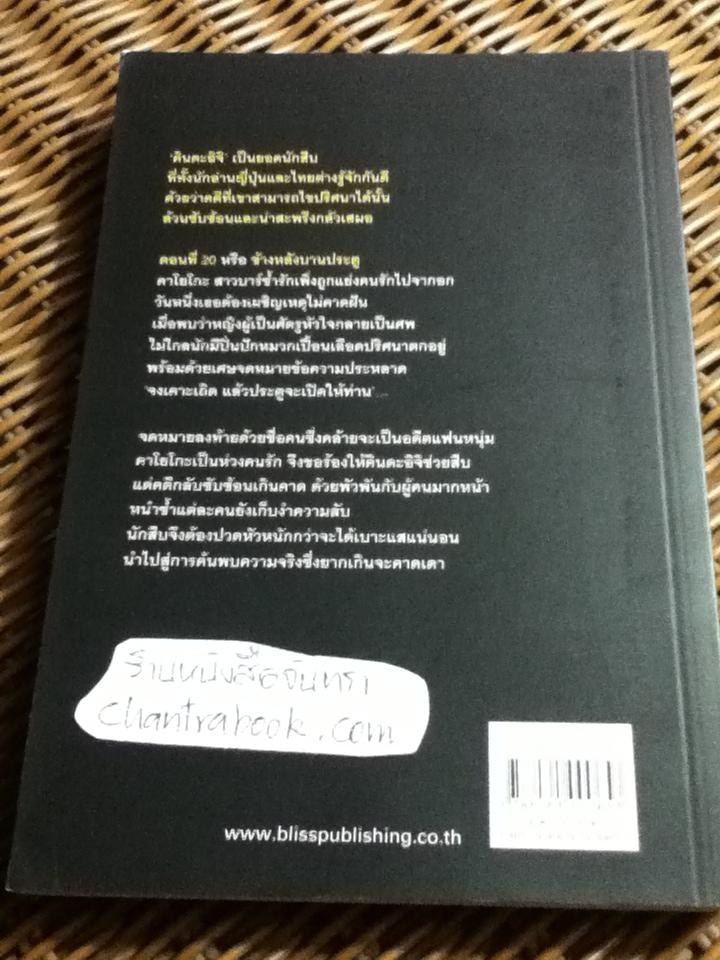 'คินดะอิจิ' เป็นยอดนักสืบ
ที่ทั้งนักอ่านญี่ปุ่นและไทยต่างรู้จักกันดี
ด้วยว่าคดีที่เขาสามารถไขปริศนาได้นั้น
ล้วนซับซ้อนและน่าสะพรึงกลัวเสมอ
ตอนที่ 20 หรือ ข้างหลังบานประตู
คาโยโกะ สาวบาร์ช้ำรักเพิ่งถูกแย่งคนรักไปจากอก
วันหนึ่งเธอต้องเผชิญเหตุไม่คาดฝัน
เมื่อพบว่าหญิงผู้เป็นศัตรูหัวใจกลายเป็นศพ
ไม่ไกลนักมีปิ่นปักหมวกเปื้อนเลือดปริศนาตกอยู่
พร้อมด้วยเศษจดหมายข้อความประหลาด
'จงเคาะเถิด แล้วประตูจะเปิดให้ท่าน'...
จดหมายลงท้ายด้วยชื่อคนซึ่งคล้ายจะเป็นอดีตแฟนหนุ่ม
คาโยโกะเป็นห่วงคนรัก จึงขอร้องให้คินดะอิจิช่วยสืบ
แต่คดีกลับซับซ้อนเกินคาด ด้วยพัวพันกับผู้คนมากหน้า
หนำซ้ำแต่ละคนยังเก็บงำความลับ
นักสืบจึงต้องปวดหัวหนักกว่าจะได้เบาะแสแน่นอน
นำไปสู่การค้นพบความจริงซึ่งยากเกินจะคาดเดา
ร้านหนังสือจันทรา
chantrabook.com
www.blisspublishing.co.th